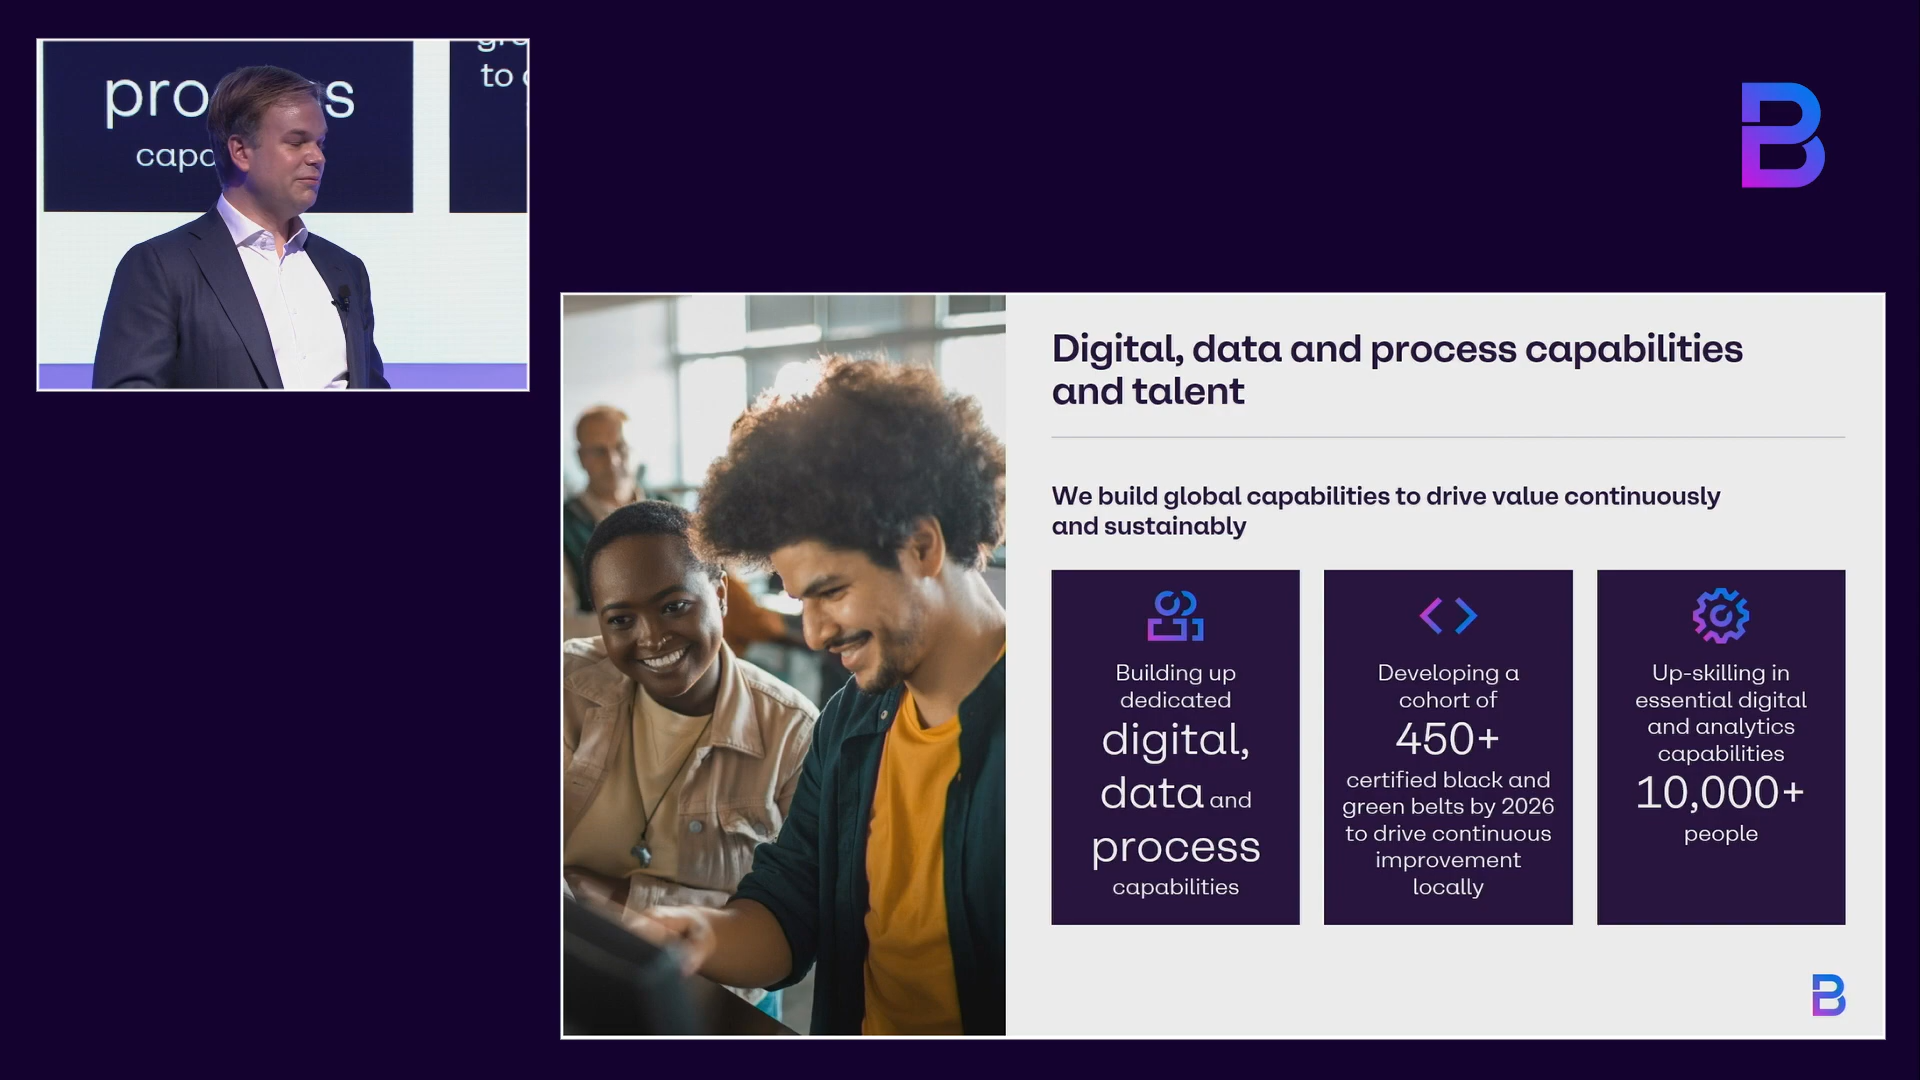 process
capa
to
B
Digital, data and process capabilities
and talent
We build global capabilities to drive value continuously
and sustainably
Building up
dedicated
digital,
data and
process
capabilities
Developing a
cohort of
450+
certified black and
green belts by 2026
to drive continuous
improvement
locally
Up-skilling in
essential digital
and analytics
capabilities
10,000+
people
B